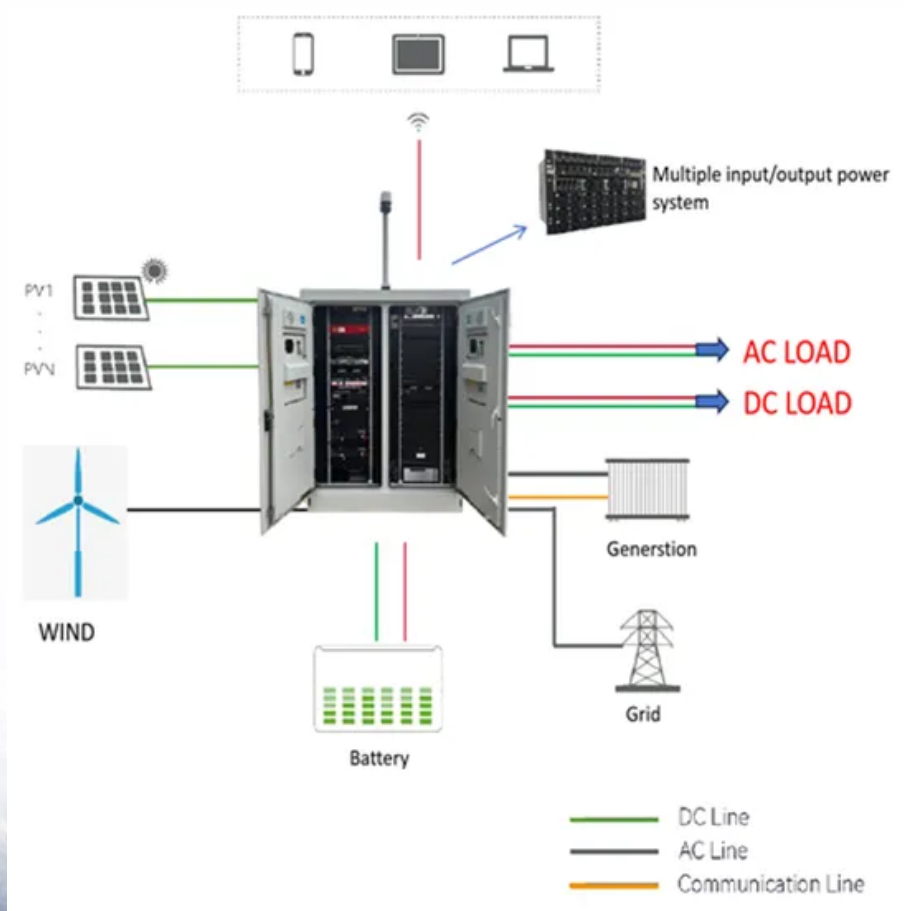 Multiple input/output power
system
PV1
PVN
AC LOAD
DC LOAD
Generstion
WIND
Grid
Battery
DC Line
AC Line
Communication Line